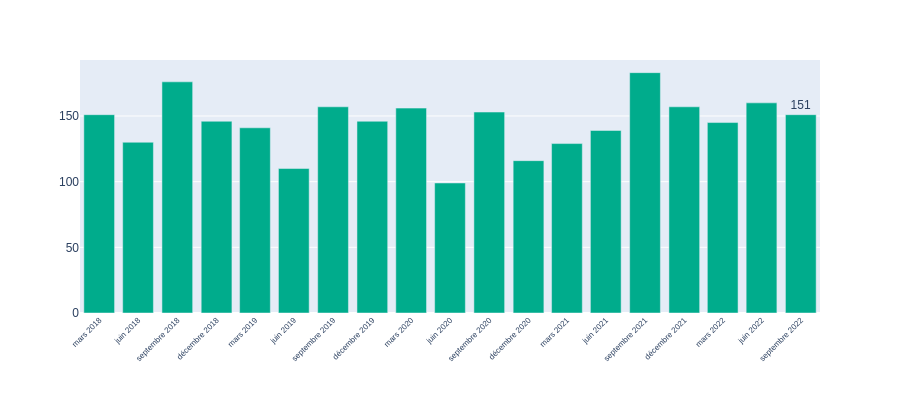 151
150
100
50
0
mars 2018
juin 2018
septembre 2018
décembre 2018
mars 2019
juin 2019
septembre 2019
décembre 2019
mars 2020
juin 2020
septembre 2020
décembre 2020
mars 2021
juin 2021
septembre 2021
décembre 2021
mars 2022
juin 2022
septembre 2022